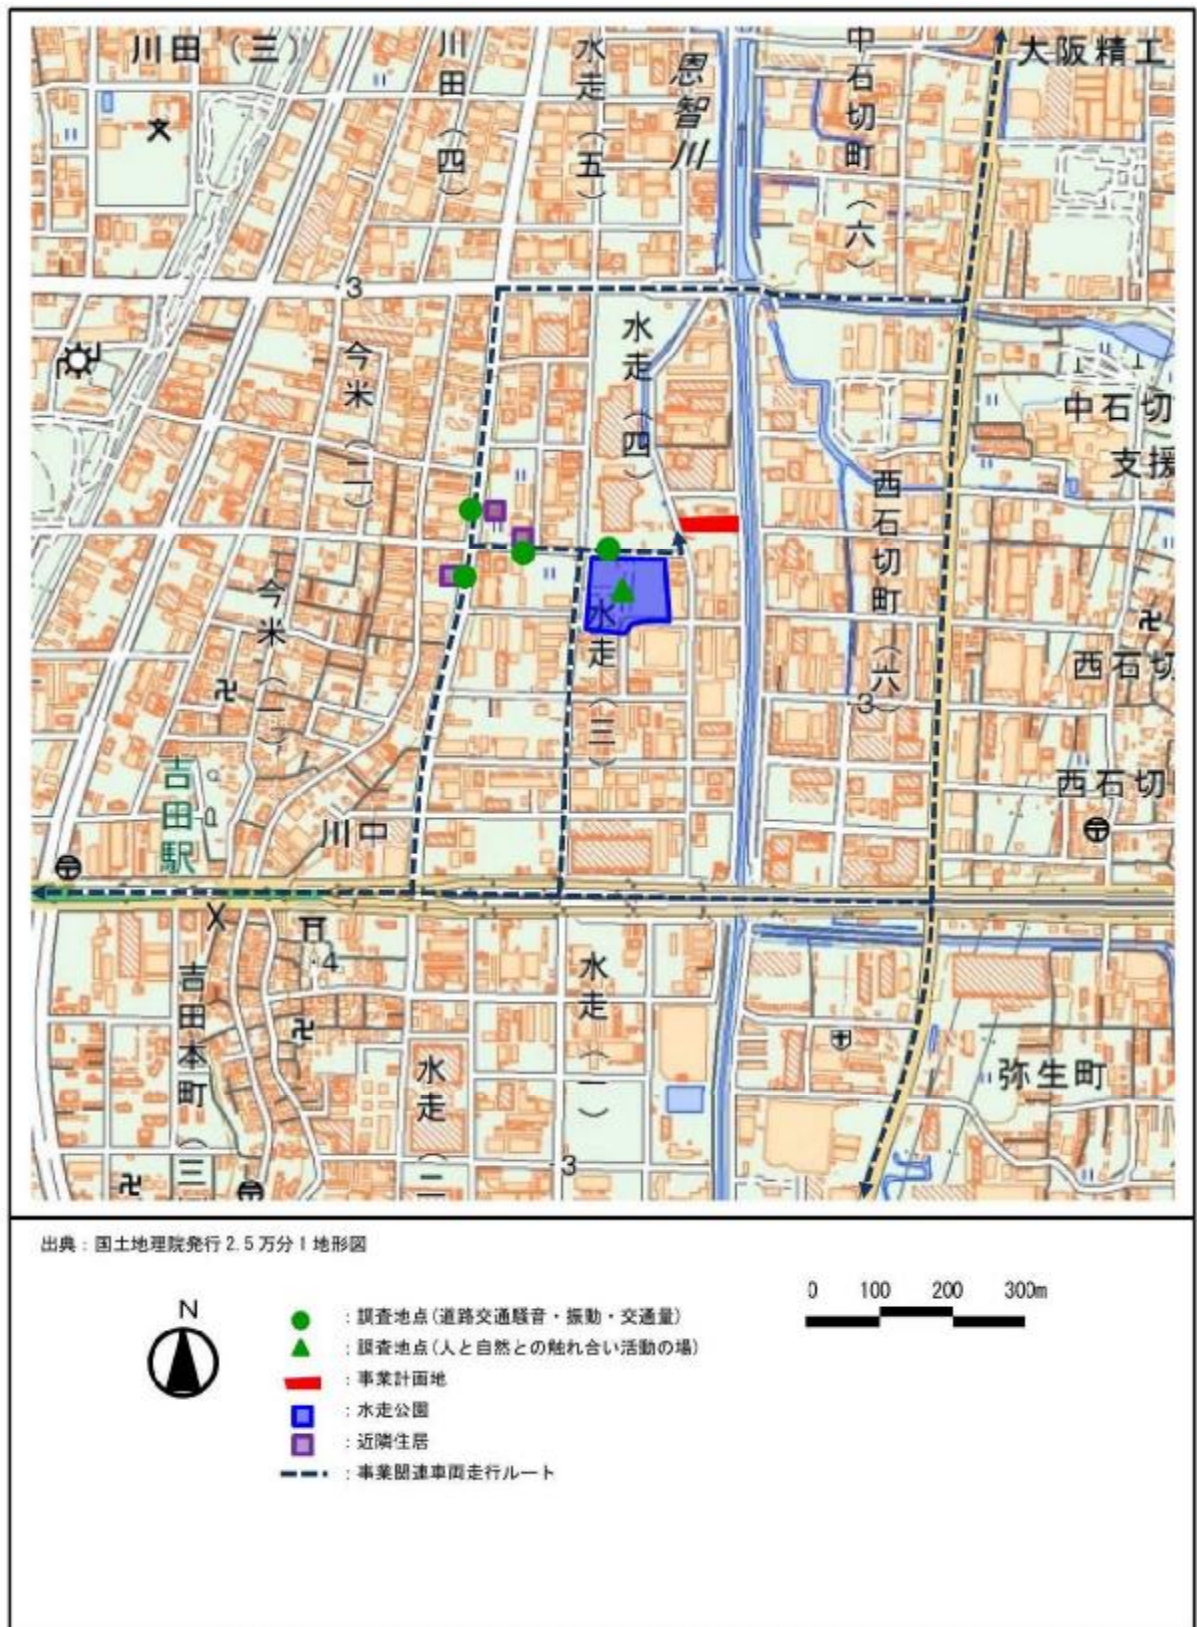 川田(三)
川田(四)
水走(五)
恩智川
中石切町(六)
大阪精工
3
今米(二)
水走(四)
中石切
支援
西石切町(六)
今米(一)
水走(三)
3
西石切
西石切
吉田駅
川中
4
吉田本町(三
水走(一)
水走(二
弥生町
3
出典:国土地理院発行2.5万分1地形図
N
0 100 200 300m
:調査地点(道路交通騒音・振動・交通量)
:調査地点(人と自然との触れ合い活動の場)
:事業計画地
:水走公園
:近隣住居
:事業関連車両走行ルート